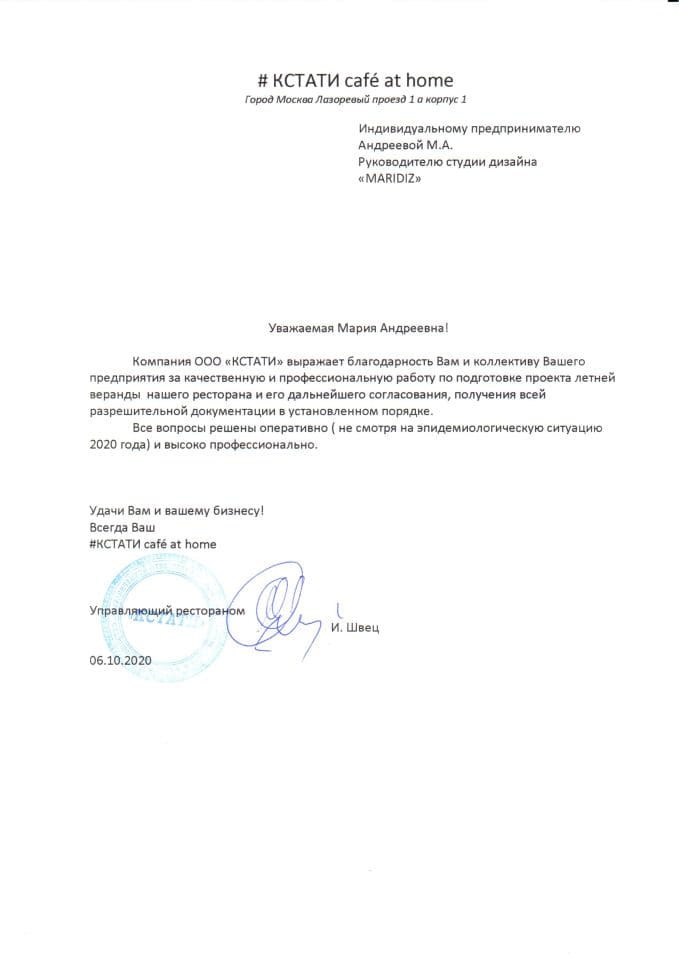 # КСТАТИ café at home
Город Москва Лазоревый проезд 1 а корпус 1
Индивидуальному предпринимателю
Андреевой М.А.
Руководителю студии дизайна
«MARIDIZ»
Уважаемая Мария Андреевна!
Компания ООО «КСТАТИ» выражает благодарность Вам и коллективу Вашего
предприятия за качественную и профессиональную работу по подготовке проекта летней
веранды нашего ресторана и его дальнейшего согласования, получения всей
разрешительной документации в установленном порядке.
Все вопросы решены оперативно ( не смотря на эпидемиологическую ситуацию
2020 года) и высоко профессионально.
Удачи Вам и вашему бизнесу!
Всегда Ваш
#КСТАТИ café at home
Управляющий рестораном
«КСТАТИ»
И. Швец
06.10.2020